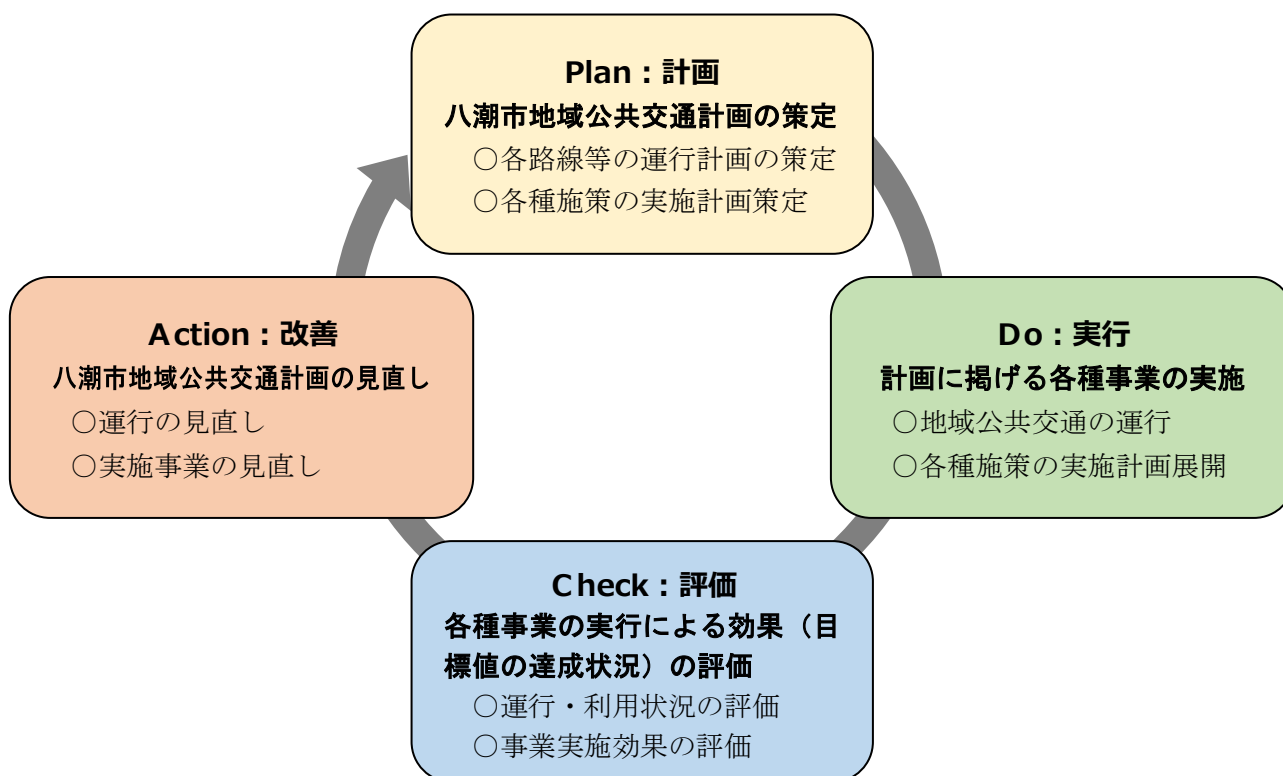 Plan：計画
八潮市地域公共交通計画の策定
○各路線等の運行計画の策定
○各種施策の実施計画策定
Action：改善
八潮市地域公共交通計画の見直し
○運行の見直し
○実施事業の見直し
Do：実行
計画に掲げる各種事業の実施
○地域公共交通の運行
○各種施策の実施計画展開
Check：評価
各種事業の実行による効果（目
標値の達成状況）の評価
○運行・利用状況の評価
○事業実施効果の評価